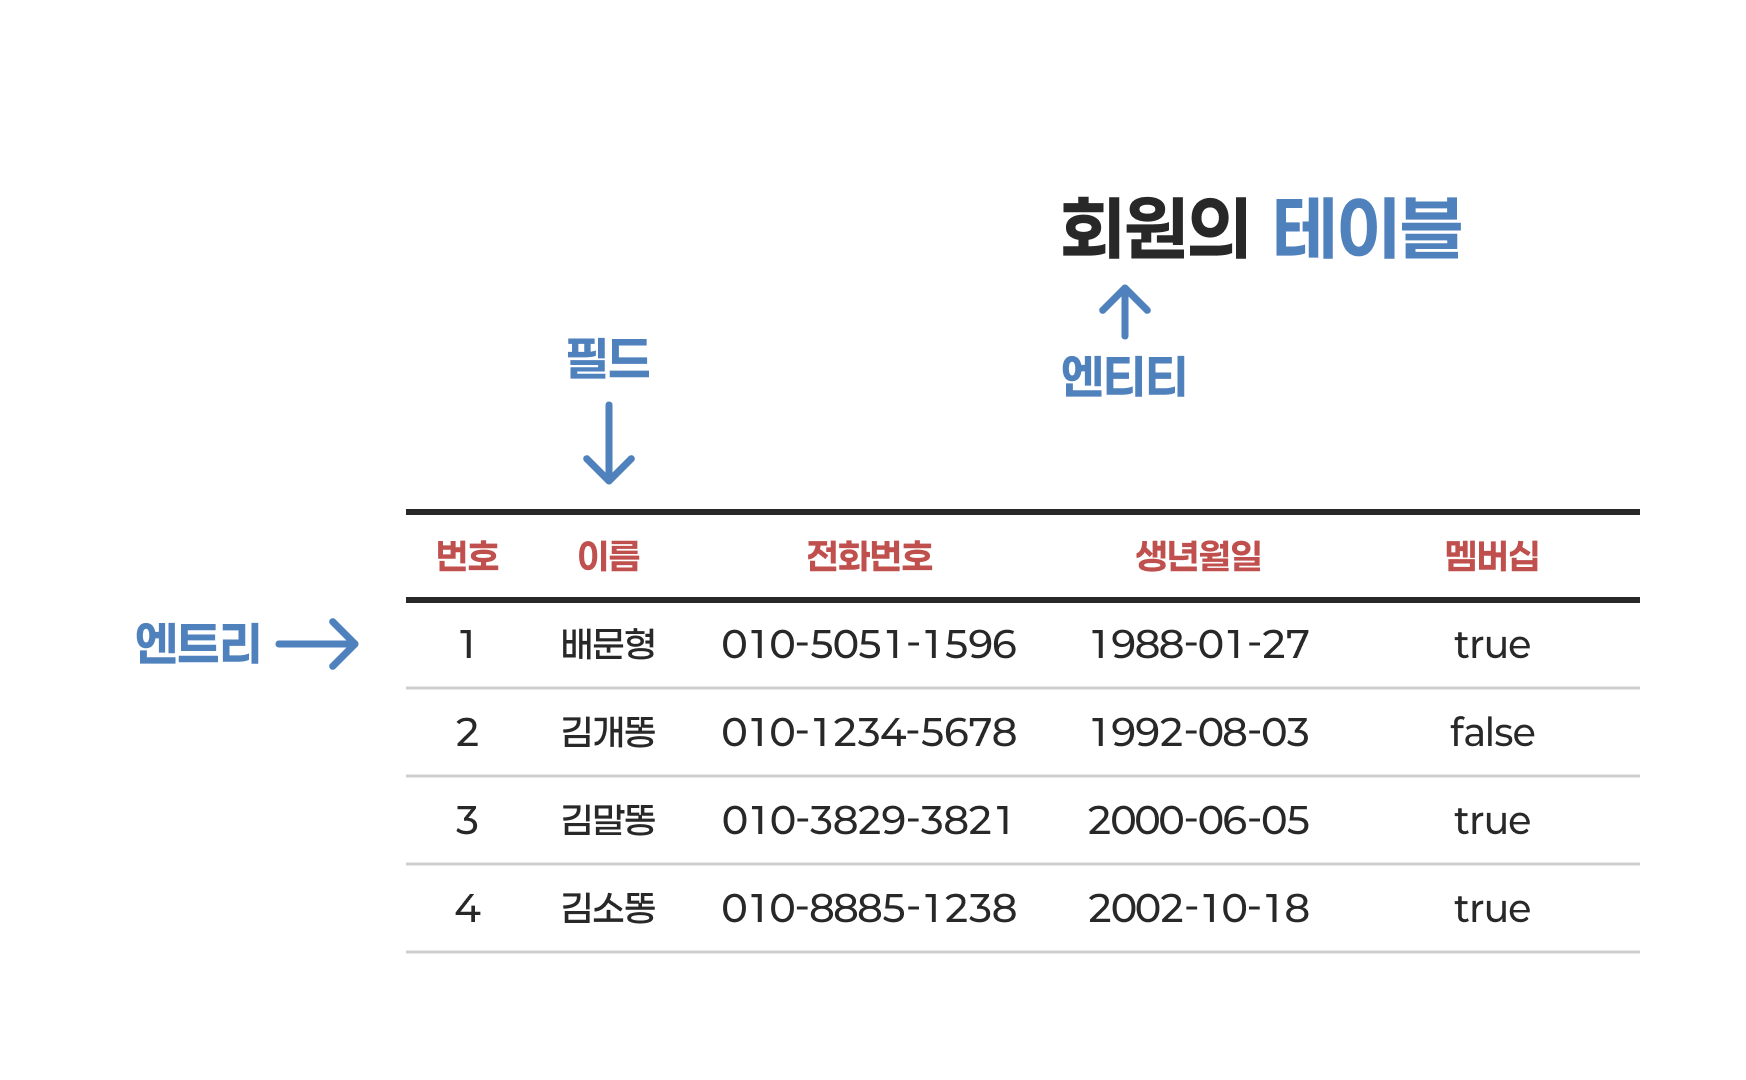 회원의 테이블
엔티티
필드
번호 이름 전화번호 생년월일 멤버십
엔트리 1 배문형 010-5051-1596 1988-01-27 true
2 김개똥 010-1234-5678 1992-08-03 false
3 김말똥 010-3829-3821 2000-06-05 true
4 김소똥 010-8885-1238 2002-10-18 true